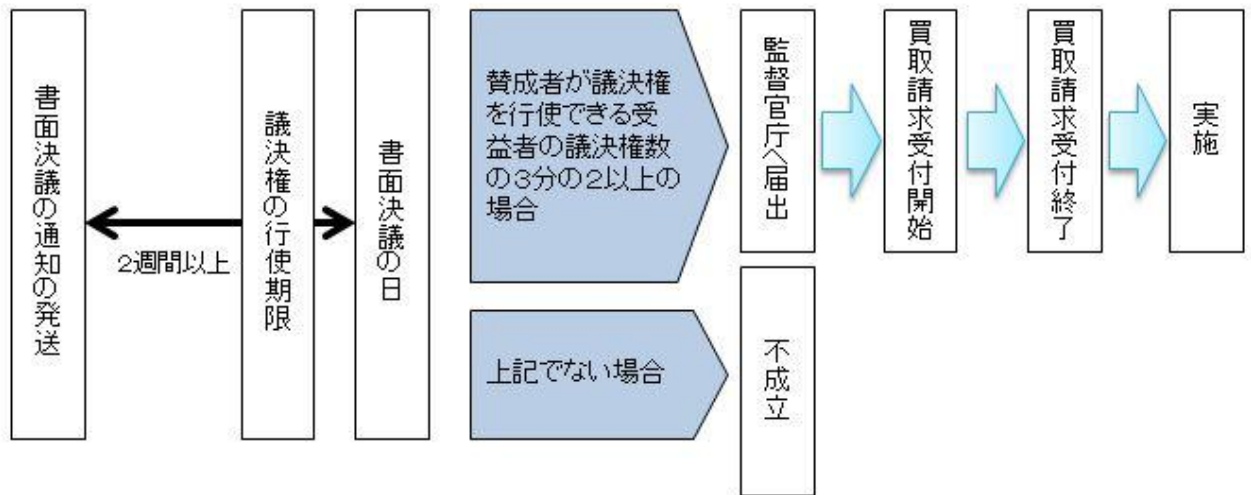 書面決議の通知の発送
2週間以上
議決権の行使期限
書面決議の日
賛成者が議決権
を行使できる受
益者の議決権数
の3分の2以上の
場合
監督官庁へ届出
買取請求受付開始
買取請求受付終了
実施
上記でない場合
不成立